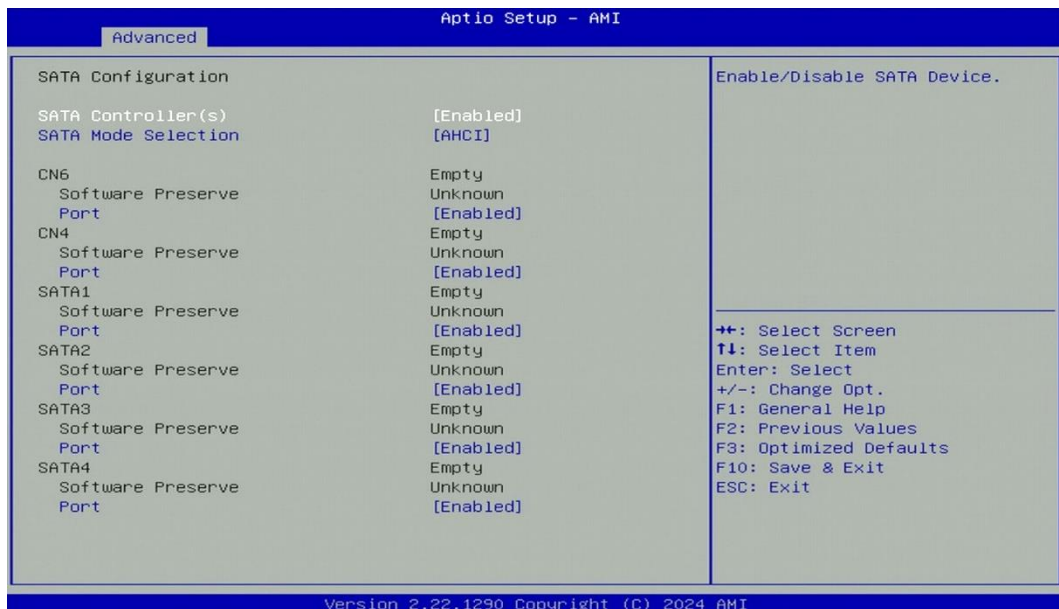 Aptio Setup - AMI
Advanced
SATA Configuration
SATA Controller(s) [Enabled]
SATA Mode Selection [AHCI]
CN6 Empty
Software Preserve Unknown
Port [Enabled]
CN4 Empty
Software Preserve Unknown
Port [Enabled]
SATA1 Empty
Software Preserve Unknown
Port [Enabled]
SATA2 Empty
Software Preserve Unknown
Port [Enabled]
SATA3 Empty
Software Preserve Unknown
Port [Enabled]
SATA4 Empty
Software Preserve Unknown
Port [Enabled]
Enable/Disable SATA Device.
→←: Select Screen
↑↓: Select Item
Enter: Select
+/-: Change Opt.
F1: General Help
F2: Previous Values
F3: Optimized Defaults
F10: Save & Exit
ESC: Exit
Version 2.22.1290 Copyright (C) 2024 AMI